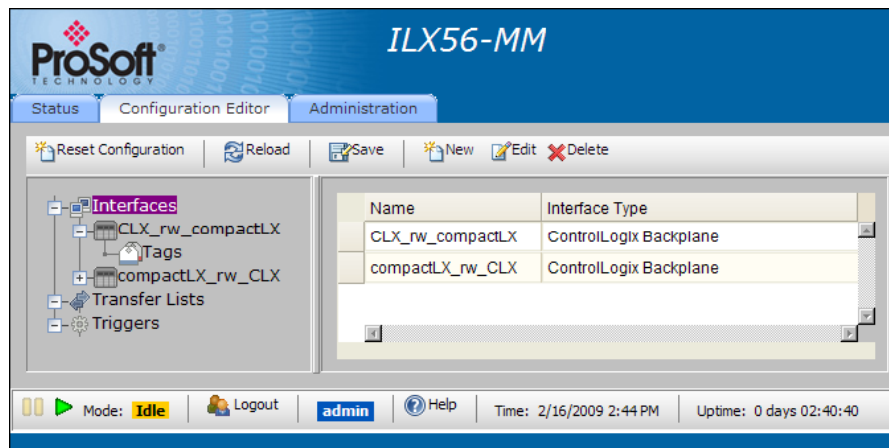 ProSoft®
TECHNOLOGY
ILX56-MM
Status Configuration Editor Administration
Reset Configuration Reload Save New Edit Delete
Interfaces
CLX_rw_compactLX
Tags
compactLX_rw_CLX
Transfer Lists
Triggers
Name Interface Type
CLX_rw_compactLX ControlLogix Backplane
compactLX_rw_CLX ControlLogix Backplane
Mode: Idle Logout admin Help Time: 2/16/2009 2:44 PM Uptime: 0 days 02:40:40